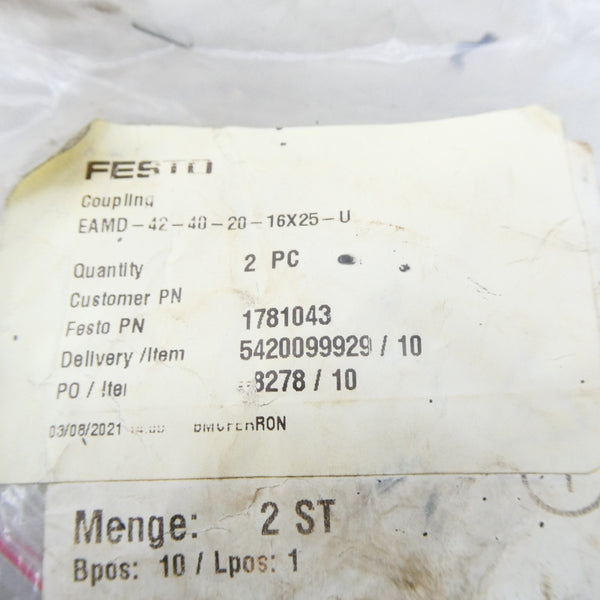 FESTO
Coupling
EAMD-42-40-20-16X25-U
Quantity 2 PC
Customer PN
Festo PN 1781043
Delivery /Item 5420099929 / 10
PO / 8278 / 10
03/08/2021
Menge: 2 ST
Bpos: 10 / Lpos: 1